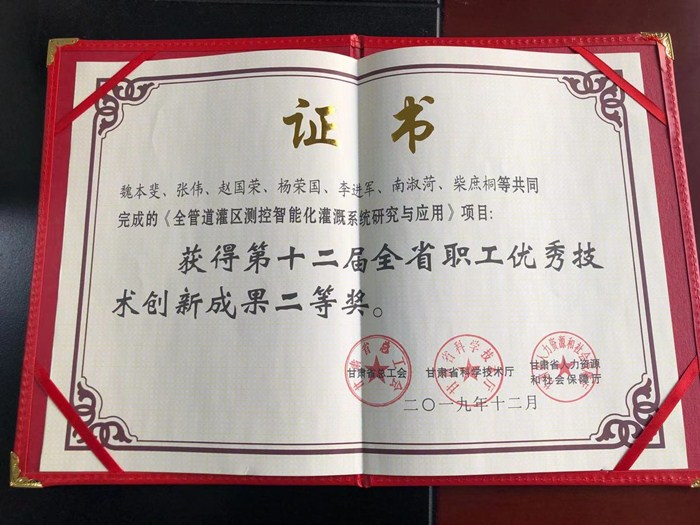 证书
魏本斐、张伟、赵国荣、杨荣国、李进军、南淑菏、柴庶桐等共同
完成的《全管道灌区测控智能化灌溉系统研究与应用》项目:
获得第十二届全省职工优秀技
术创新成果二等奖。
甘肃省总工会
甘肃省科学技术厅
甘肃省人力资源
和社会保障厅
二〇一九年十二月